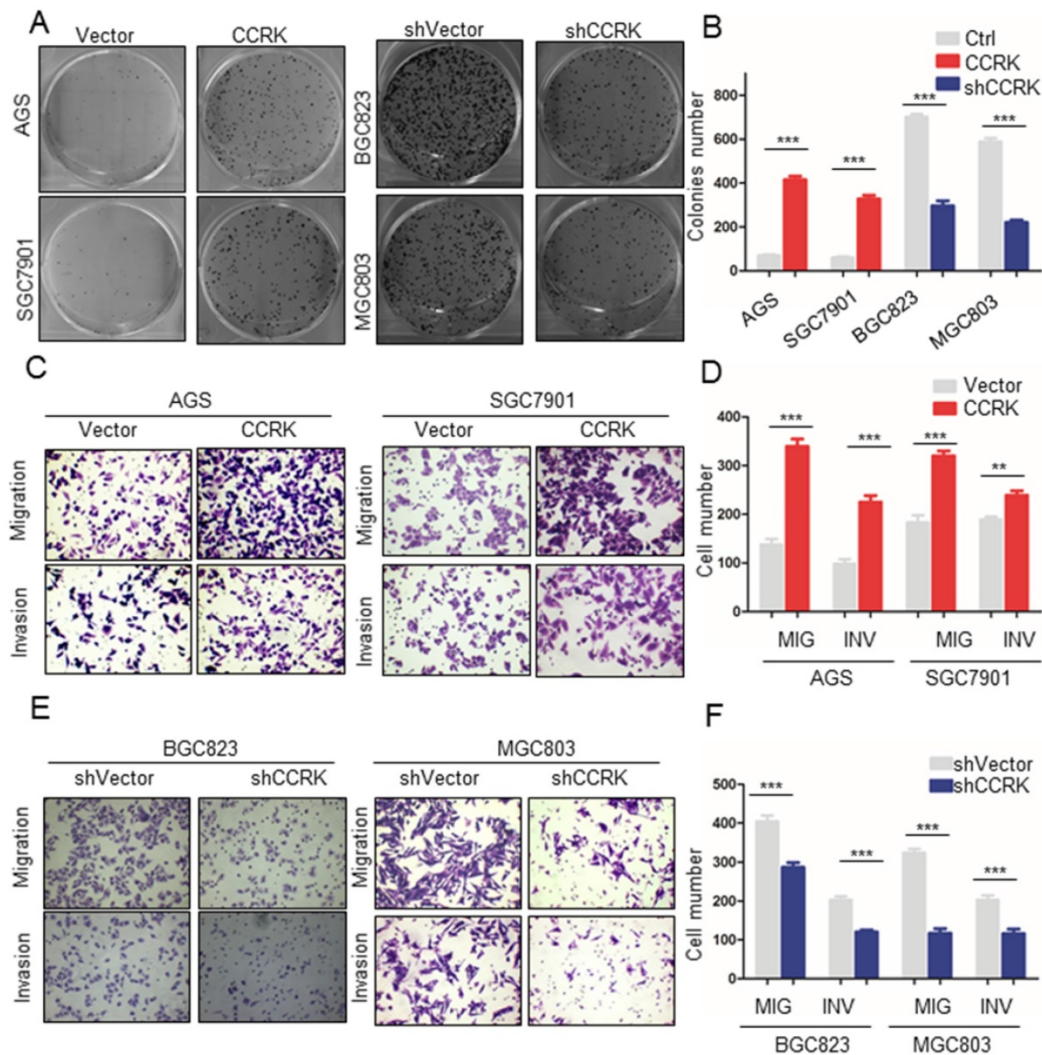 A
Vector CCRK shVector shCCRK
AGS
BGC823
SGC7901
MGC803
B
Ctrl
CCRK
shCCRK
Colonies number
800
600
400
200
0
*** *** *** ***
AGS SGC7901 BGC823 MGC803
C
AGS SGC7901
Vector CCRK Vector CCRK
Migration Migration
Invasion Invasion
D
Vector
CCRK
Cell mumber
400
300
200
100
0
*** *** *** **
MIG INV MIG INV
AGS SGC7901
E
BGC823 MGC803
shVector shCCRK shVector shCCRK
Migration Migration
Invasion Invasion
F
shVector
shCCRK
Cell mumber
500
400
300
200
100
0
*** *** *** ***
MIG INV MIG INV
BGC823 MGC803